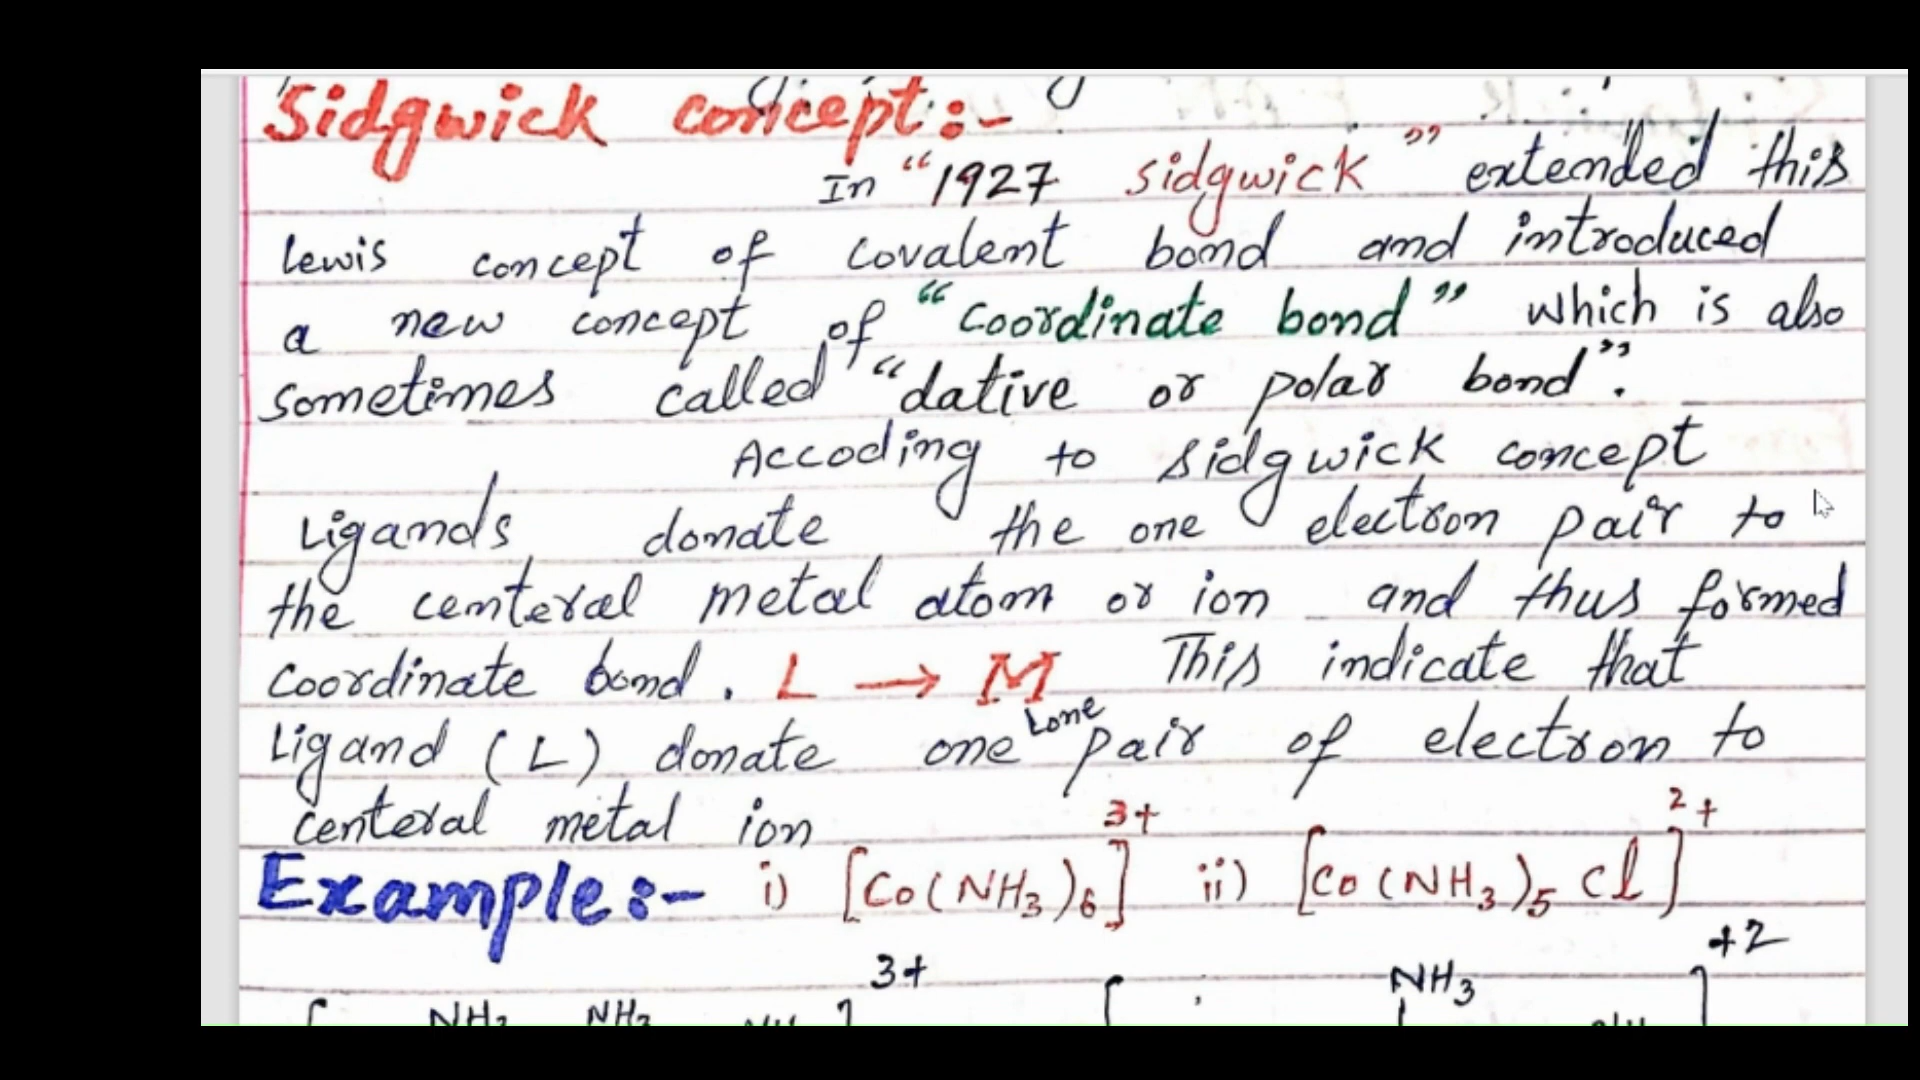 Sidgwick concept:-
In "1927 Sidgwick" extended this
Lewis concept of covalent bond and introduced
a new concept of "Coordinate bond" which is also
sometimes called "dative or polar bond".
Accoding to Sidgwick concept
Ligands donate the one electron pair to
the centeral metal atom or ion and thus formed
Coordinate bond. L → M This indicate that
Ligand (L) donate one Lone pair of electron to
centeral metal ion
Example:- i) [Co(NH3)6]3+ ii) [Co(NH3)5Cl]2+
3+ NH3 +2
NH3 NH3